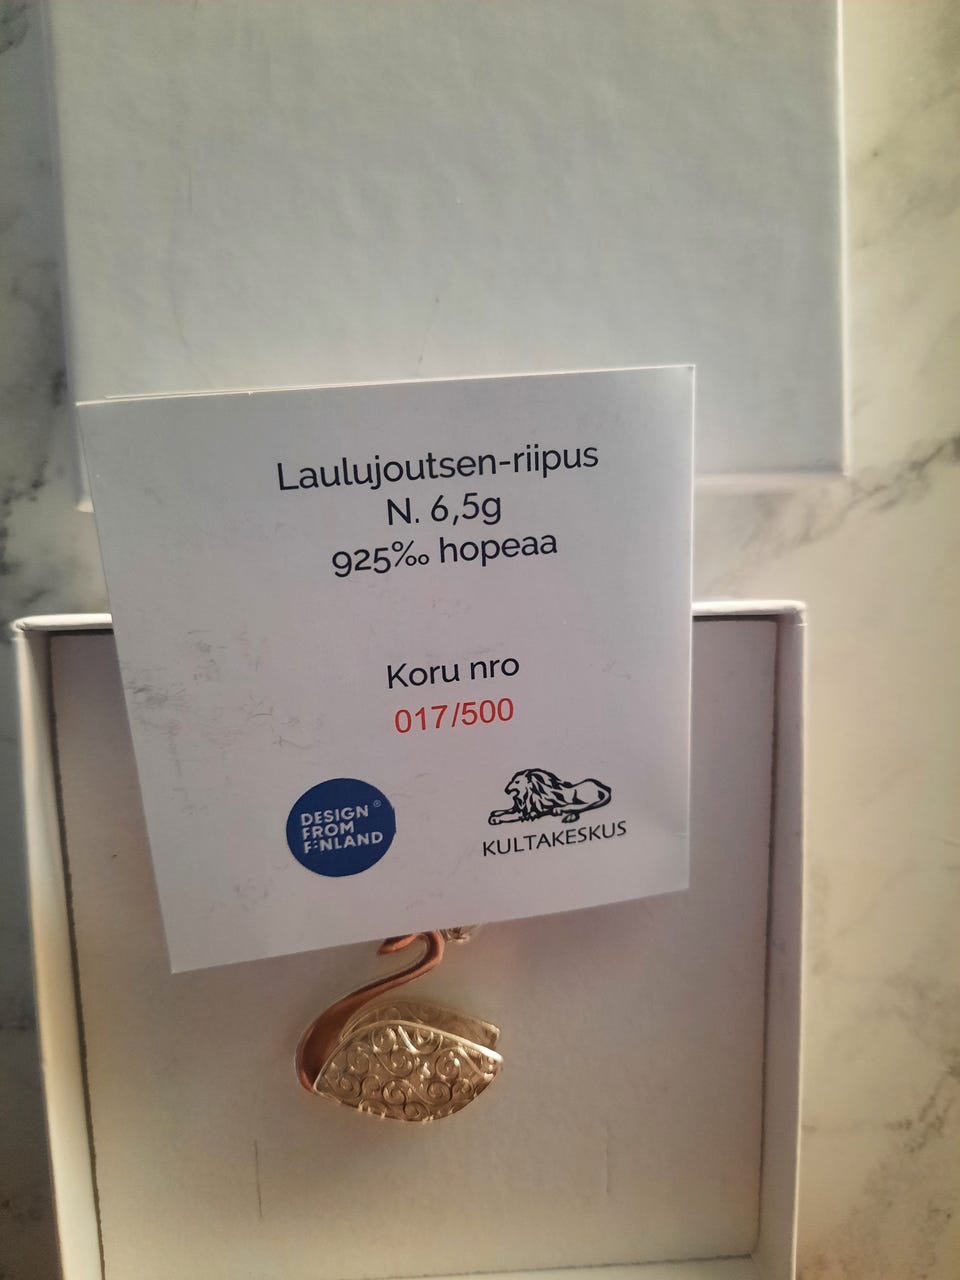 Laulujoutsen-riipus
N. 6,5g
925‰ hopeaa
Koru nro
017/500
DESIGN®
FROM
FINLAND
KULTAKESKUS